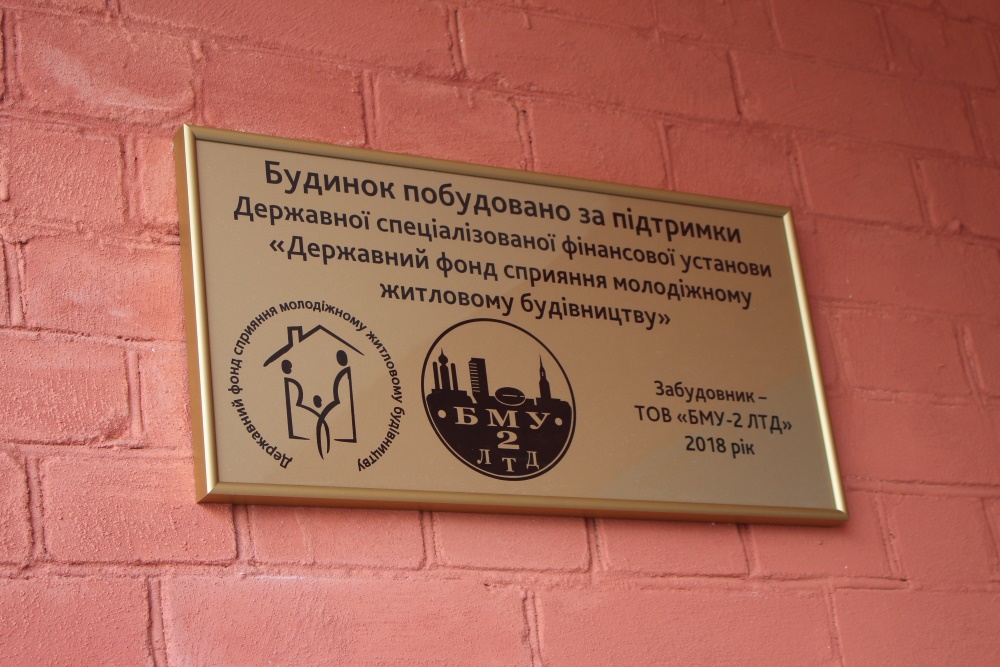 Будинок побудовано за підтримки
Державної спеціалізованої фінансової установи
«Державний фонд сприяння молодіжному
житловому будівництву»
Державний фонд сприяння молодіжному житловому будівництву
• БМУ •
2
ЛТД
Забудовник –
ТОВ «БМУ-2 ЛТД»
2018 рік